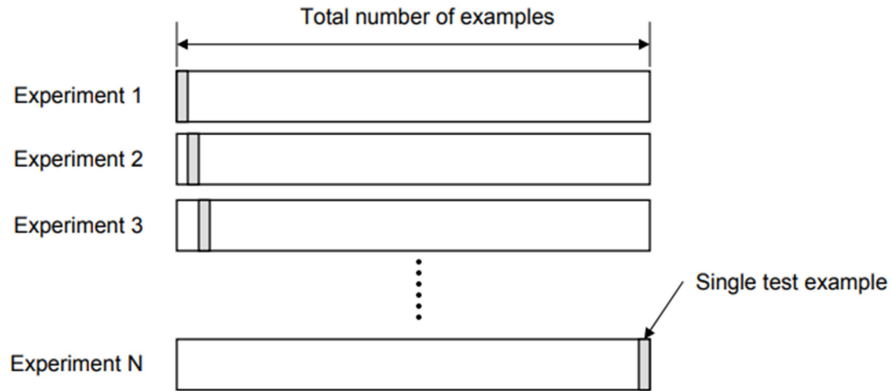 Total number of examples
Experiment 1
Experiment 2
Experiment 3
Single test example
Experiment N